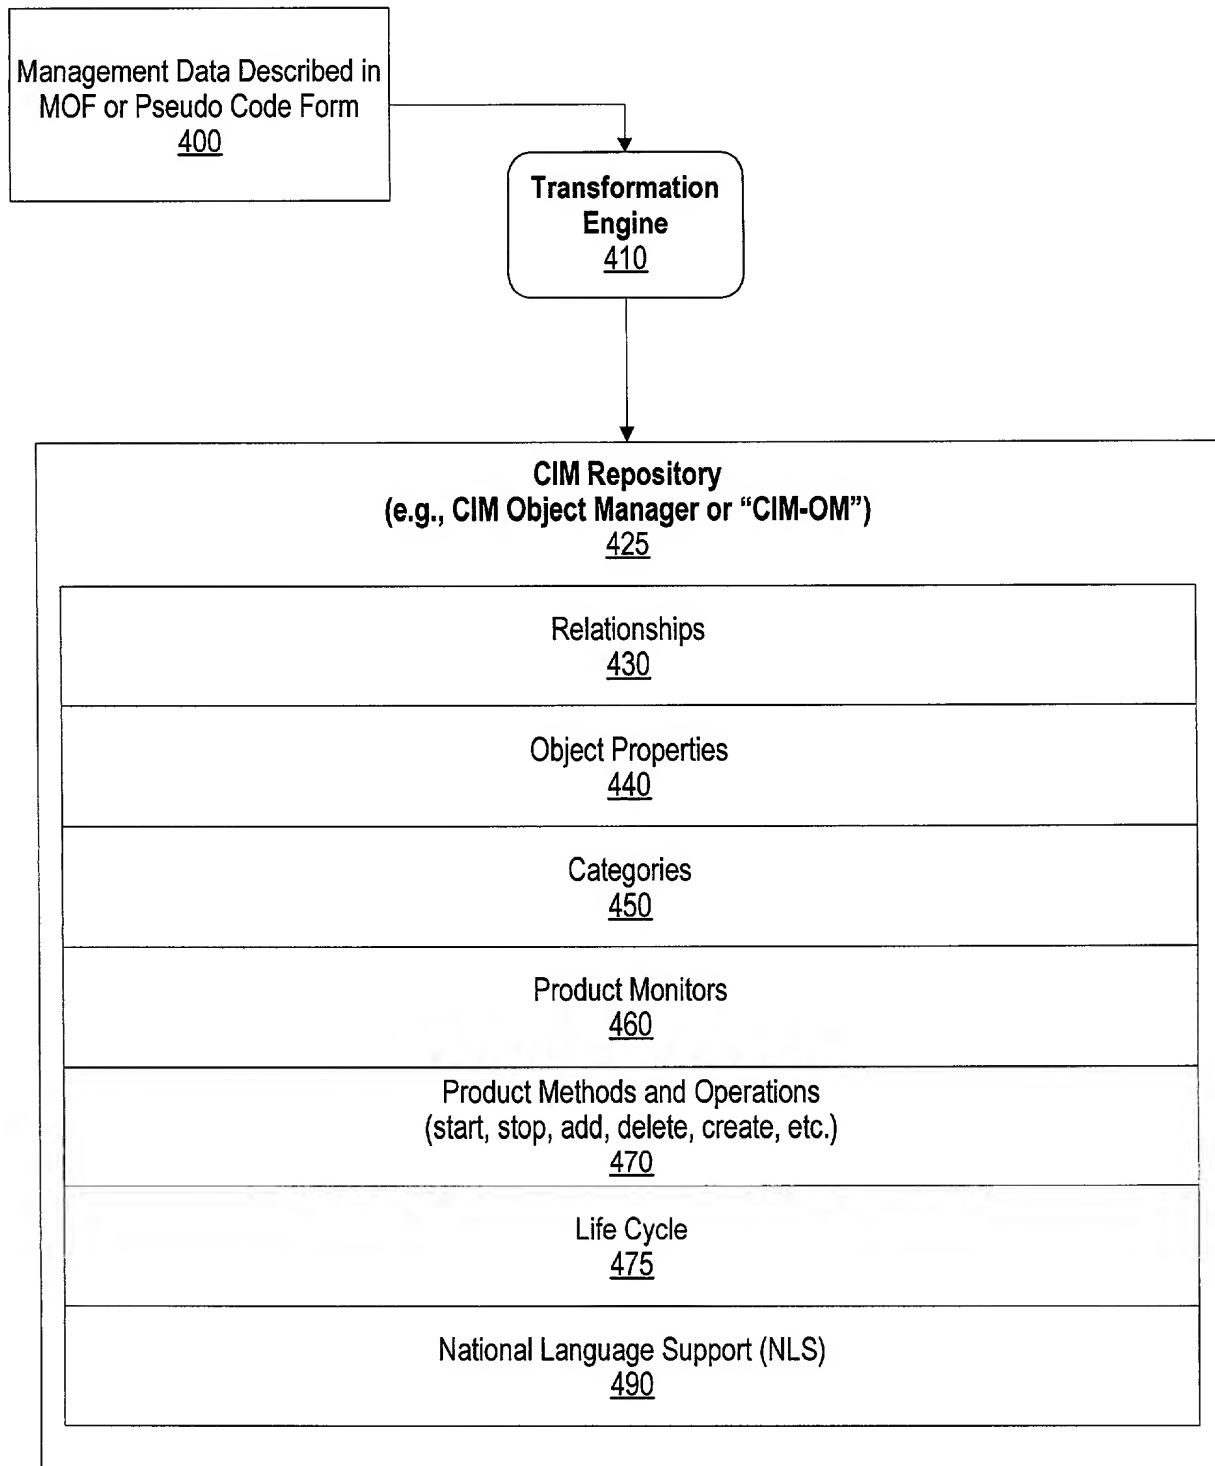 Management Data Described in
MOF or Pseudo Code Form
400
Transformation
Engine
410
CIM Repository
(e.g., CIM Object Manager or “CIM-OM”)
425
Relationships
430
Object Properties
440
Categories
450
Product Monitors
460
Product Methods and Operations
(start, stop, add, delete, create, etc.)
470
Life Cycle
475
National Language Support (NLS)
490